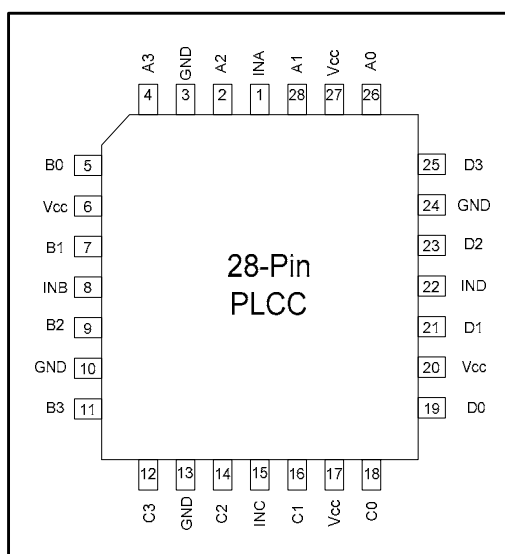 A3 GND A2 INA A1 Vcc A0
4 3 2 1 28 27 26
B0 5 25 D3
Vcc 6 24 GND
B1 7 23 D2
28-Pin
INB 8 22 IND
PLCC
B2 9 21 D1
GND 10 20 Vcc
B3 11 19 D0
12 13 14 15 16 17 18
C3 GND C2 INC C1 Vcc C0